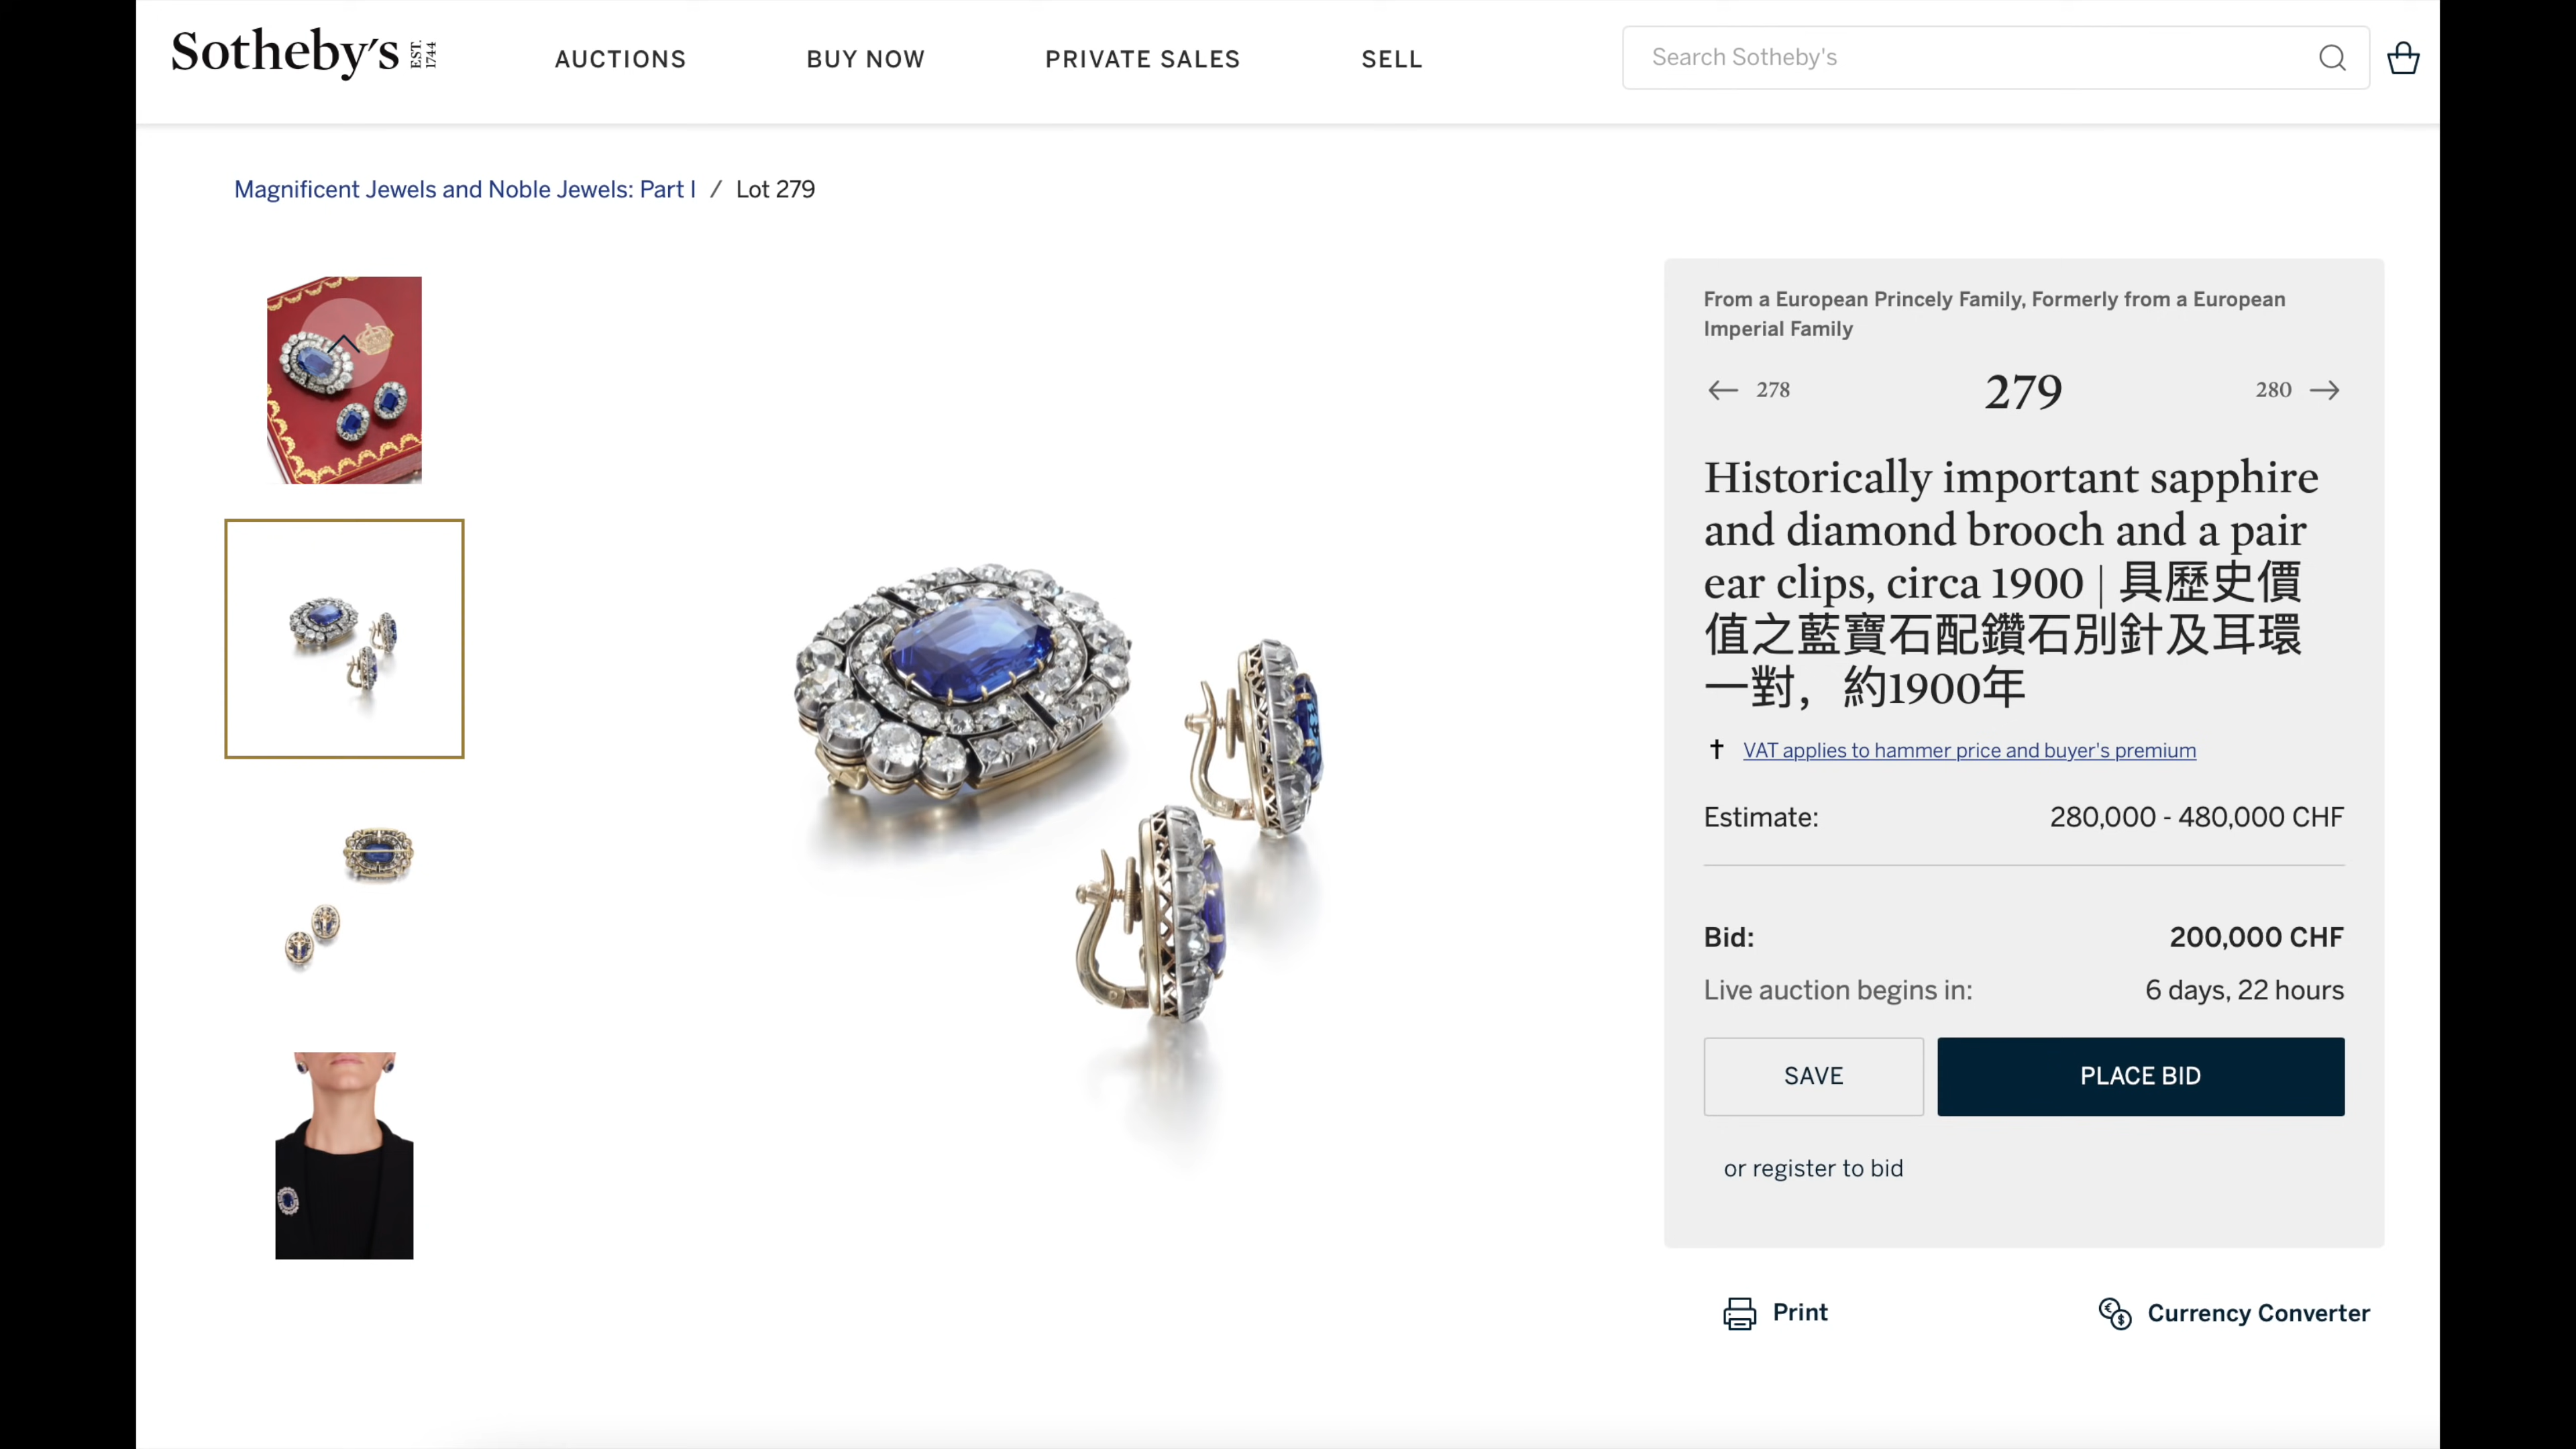 Sotheby's EST. 1744
AUCTIONS
BUY NOW
PRIVATE SALES
SELL
Search Sotheby's
Magnificent Jewels and Noble Jewels: Part I / Lot 279
From a European Princely Family, Formerly from a European
Imperial Family
← 278
279
280 →
Historically important sapphire
and diamond brooch and a pair
ear clips, circa 1900 | 具歷史價
值之藍寶石配鑽石別針及耳環
一對，約1900年
† VAT applies to hammer price and buyer's premium
Estimate: 280,000 - 480,000 CHF
Bid: 200,000 CHF
Live auction begins in: 6 days, 22 hours
SAVE
PLACE BID
or register to bid
Print
Currency Converter